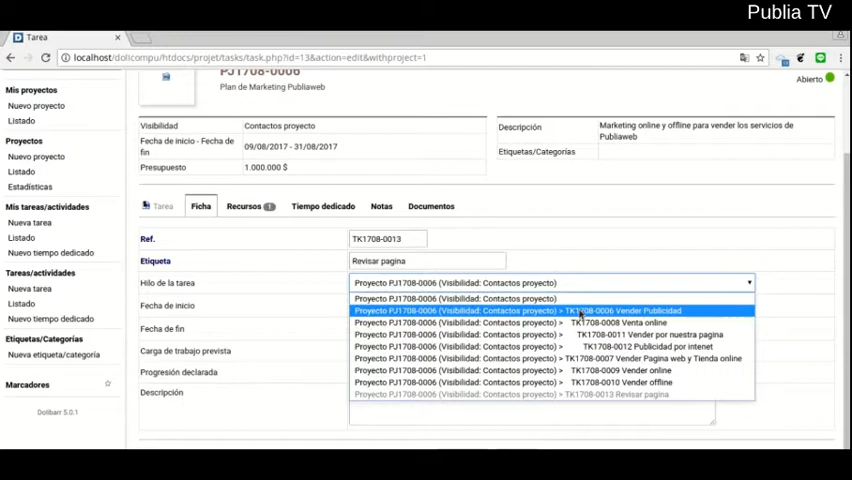 Publia TV
Tarea
localhost/dolicompu/htdocs/projet/tasks/task.php?id=13&action=edit&withproject=1
Mis proyectos
Nuevo proyecto
Listado
Proyectos
Nuevo proyecto
Listado
Estadísticas
Mis tareas/actividades
Nueva tarea
Listado
Nuevo tiempo dedicado
Tareas/actividades
Nueva tarea
Listado
Nuevo tiempo dedicado
Etiquetas/Categorías
Nueva etiqueta/categoría
Marcadores
Dolibarr 5.0.1
PJ1708-0006
Plan de Marketing Publiaweb
Abierto
Visibilidad Contactos proyecto
Fecha de inicio - Fecha de fin 09/08/2017 - 31/08/2017
Presupuesto 1.000.000 $
Descripción Marketing online y offline para vender los servicios de Publiaweb
Etiquetas/Categorías
Tarea Ficha Recursos 1 Tiempo dedicado Notas Documentos
Ref. TK1708-0013
Etiqueta Revisar pagina
Hilo de la tarea Proyecto PJ1708-0006 (Visibilidad: Contactos proyecto)
Proyecto PJ1708-0006 (Visibilidad: Contactos proyecto)
Proyecto PJ1708-0006 (Visibilidad: Contactos proyecto) > TK1708-0006 Vender Publicidad
Proyecto PJ1708-0006 (Visibilidad: Contactos proyecto) > TK1708-0008 Venta online
Proyecto PJ1708-0006 (Visibilidad: Contactos proyecto) > TK1708-0011 Vender por nuestra pagina
Proyecto PJ1708-0006 (Visibilidad: Contactos proyecto) > TK1708-0012 Publicidad por intenet
Proyecto PJ1708-0006 (Visibilidad: Contactos proyecto) > TK1708-0007 Vender Pagina web y Tienda online
Proyecto PJ1708-0006 (Visibilidad: Contactos proyecto) > TK1708-0009 Vender online
Proyecto PJ1708-0006 (Visibilidad: Contactos proyecto) > TK1708-0010 Vender offline
Proyecto PJ1708-0006 (Visibilidad: Contactos proyecto) > TK1708-0013 Revisar pagina
Fecha de inicio
Fecha de fin
Carga de trabajo prevista
Progresión declarada
Descripción